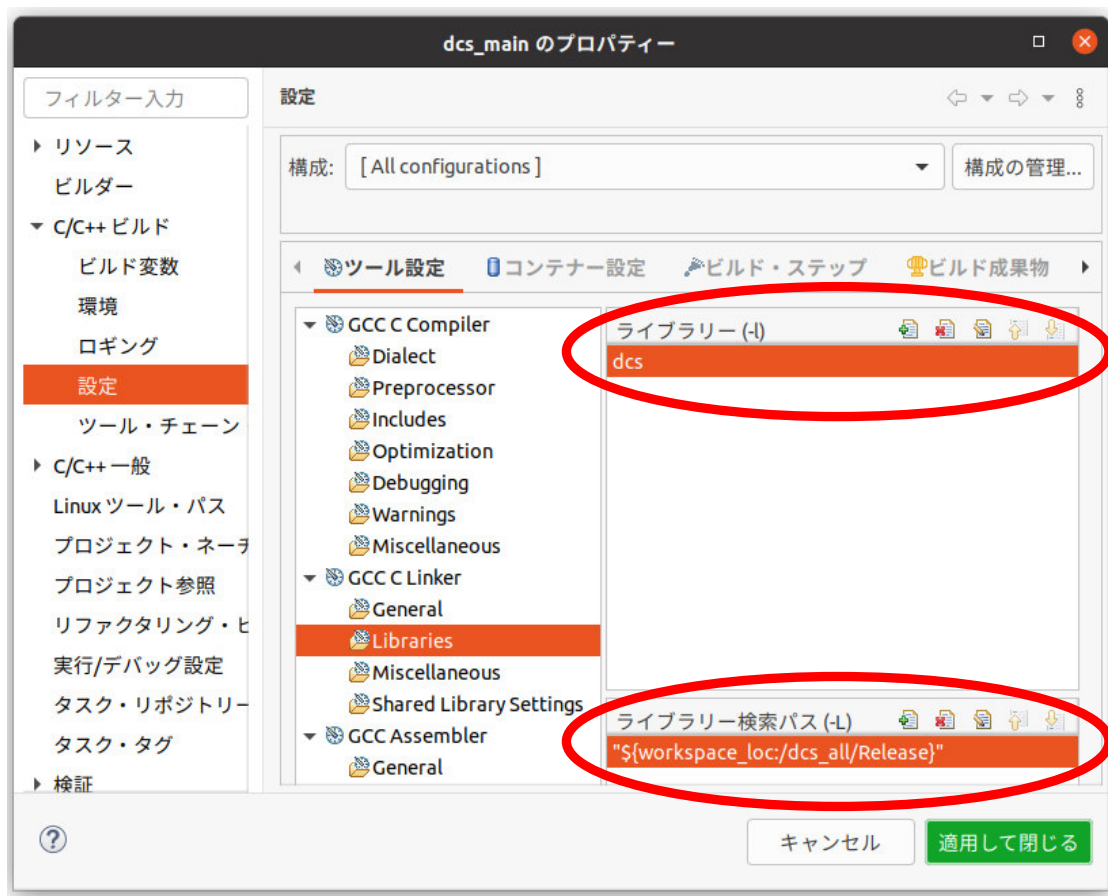 dcs_main のプロパティー
フィルター入力
リソース
ビルダー
C/C++ ビルド
ビルド変数
環境
ロギング
設定
ツール・チェーン
C/C++ 一般
Linux ツール・パス
プロジェクト・ネーチ
プロジェクト参照
リファクタリング・ヒ
実行/デバッグ設定
タスク・リポジトリー
タスク・タグ
検証
設定
構成: [ All configurations ] 構成の管理...
ツール設定 コンテナー設定 ビルド・ステップ ビルド成果物
GCC C Compiler
Dialect
Preprocessor
Includes
Optimization
Debugging
Warnings
Miscellaneous
GCC C Linker
General
Libraries
Miscellaneous
Shared Library Settings
GCC Assembler
General
ライブラリー (-l)
dcs
ライブラリー検索パス (-L)
"${workspace_loc:/dcs_all/Release}"
キャンセル 適用して閉じる